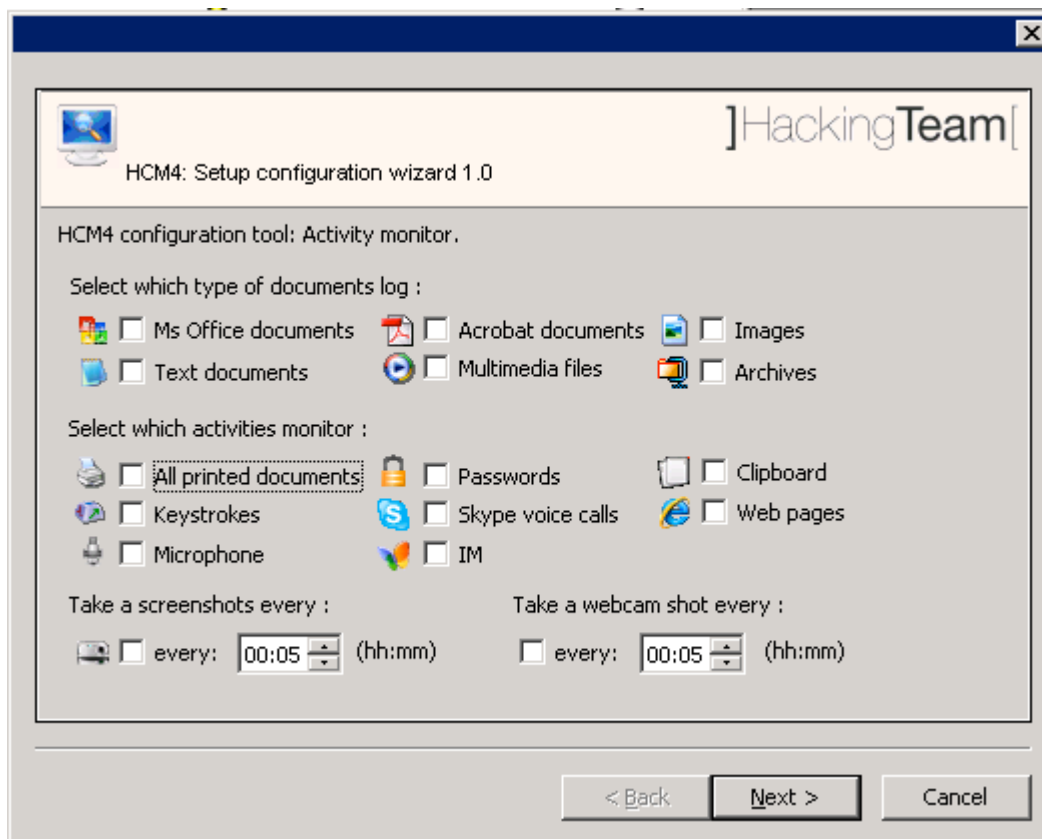 ]HackingTeam[
HCM4: Setup configuration wizard 1.0
HCM4 configuration tool: Activity monitor.
Select which type of documents log :
Ms Office documents
Acrobat documents
Images
Text documents
Multimedia files
Archives
Select which activities monitor :
All printed documents
Passwords
Clipboard
Keystrokes
Skype voice calls
Web pages
Microphone
IM
Take a screenshots every :
Take a webcam shot every :
every: 00:05 (hh:mm)
every: 00:05 (hh:mm)
< Back
Next >
Cancel